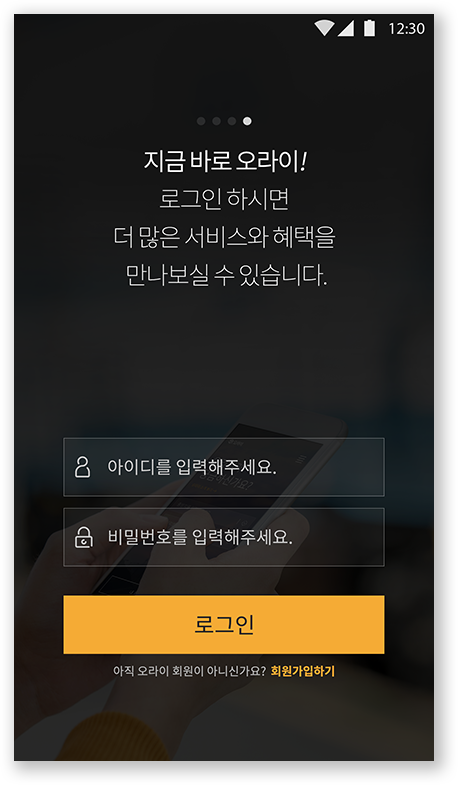 12:30
지금 바로 오라이!
로그인 하시면
더 많은 서비스와 혜택을
만나보실 수 있습니다.
아이디를 입력해주세요.
비밀번호를 입력해주세요.
로그인
아직 오라이 회원이 아니신가요? 회원가입하기